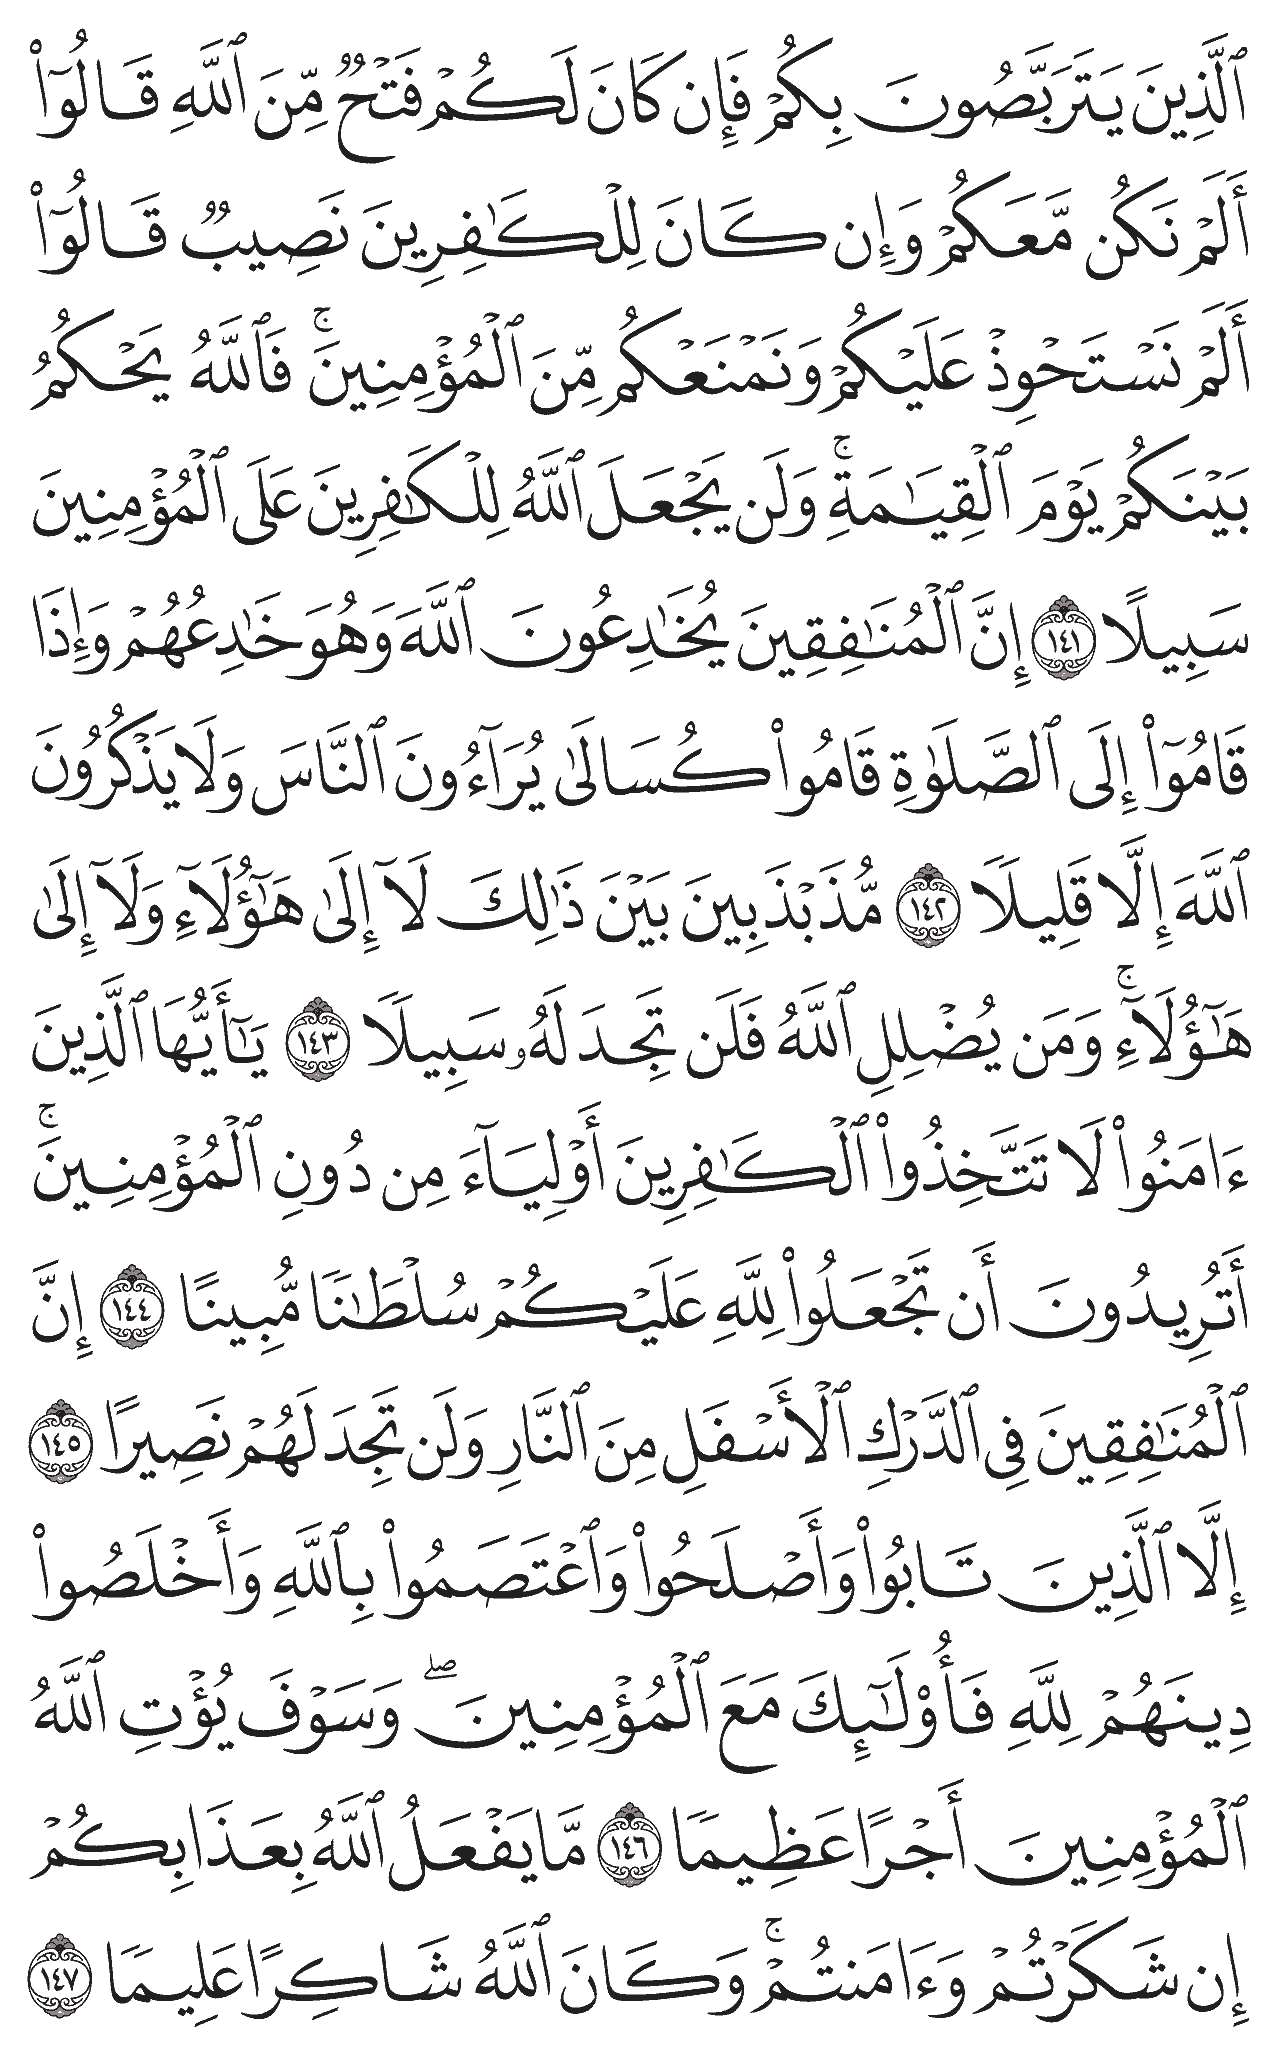 ٱلَّذِينَ يَتَرَبَّصُونَ بِكُمۡ فَإِن كَانَ لَكُمۡ فَتۡحٞ مِّنَ ٱللَّهِ قَالُوٓاْ
أَلَمۡ نَكُن مَّعَكُمۡ وَإِن كَانَ لِلۡكَٰفِرِينَ نَصِيبٞ قَالُوٓاْ
أَلَمۡ نَسۡتَحۡوِذۡ عَلَيۡكُمۡ وَنَمۡنَعۡكُم مِّنَ ٱلۡمُؤۡمِنِينَۚ فَٱللَّهُ يَحۡكُمُ
بَيۡنَكُمۡ يَوۡمَ ٱلۡقِيَٰمَةِۚ وَلَن يَجۡعَلَ ٱللَّهُ لِلۡكَٰفِرِينَ عَلَى ٱلۡمُؤۡمِنِينَ
سَبِيلًا ١٤١ إِنَّ ٱلۡمُنَٰفِقِينَ يُخَٰدِعُونَ ٱللَّهَ وَهُوَ خَٰدِعُهُمۡ وَإِذَا
قَامُوٓاْ إِلَى ٱلصَّلَوٰةِ قَامُواْ كُسَالَىٰ يُرَآءُونَ ٱلنَّاسَ وَلَا يَذۡكُرُونَ
ٱللَّهَ إِلَّا قَلِيلٗا ١٤٢ مُّذَبۡذَبِينَ بَيۡنَ ذَٰلِكَ لَآ إِلَىٰ هَٰٓؤُلَآءِ وَلَآ إِلَىٰ
هَٰٓؤُلَآءِۚ وَمَن يُضۡلِلِ ٱللَّهُ فَلَن تَجِدَ لَهُۥ سَبِيلٗا ١٤٣ يَٰٓأَيُّهَا ٱلَّذِينَ
ءَامَنُواْ لَا تَتَّخِذُواْ ٱلۡكَٰفِرِينَ أَوۡلِيَآءَ مِن دُونِ ٱلۡمُؤۡمِنِينَۚ
أَتُرِيدُونَ أَن تَجۡعَلُواْ لِلَّهِ عَلَيۡكُمۡ سُلۡطَٰنٗا مُّبِينًا ١٤٤ إِنَّ
ٱلۡمُنَٰفِقِينَ فِي ٱلدَّرۡكِ ٱلۡأَسۡفَلِ مِنَ ٱلنَّارِ وَلَن تَجِدَ لَهُمۡ نَصِيرًا ١٤٥
إِلَّا ٱلَّذِينَ تَابُواْ وَأَصۡلَحُواْ وَٱعۡتَصَمُواْ بِٱللَّهِ وَأَخۡلَصُواْ
دِينَهُمۡ لِلَّهِ فَأُوْلَٰٓئِكَ مَعَ ٱلۡمُؤۡمِنِينَۖ وَسَوۡفَ يُؤۡتِ ٱللَّهُ
ٱلۡمُؤۡمِنِينَ أَجۡرًا عَظِيمٗا ١٤٦ مَّا يَفۡعَلُ ٱللَّهُ بِعَذَابِكُمۡ
إِن شَكَرۡتُمۡ وَءَامَنتُمۡۚ وَكَانَ ٱللَّهُ شَاكِرًا عَلِيمٗا ١٤٧